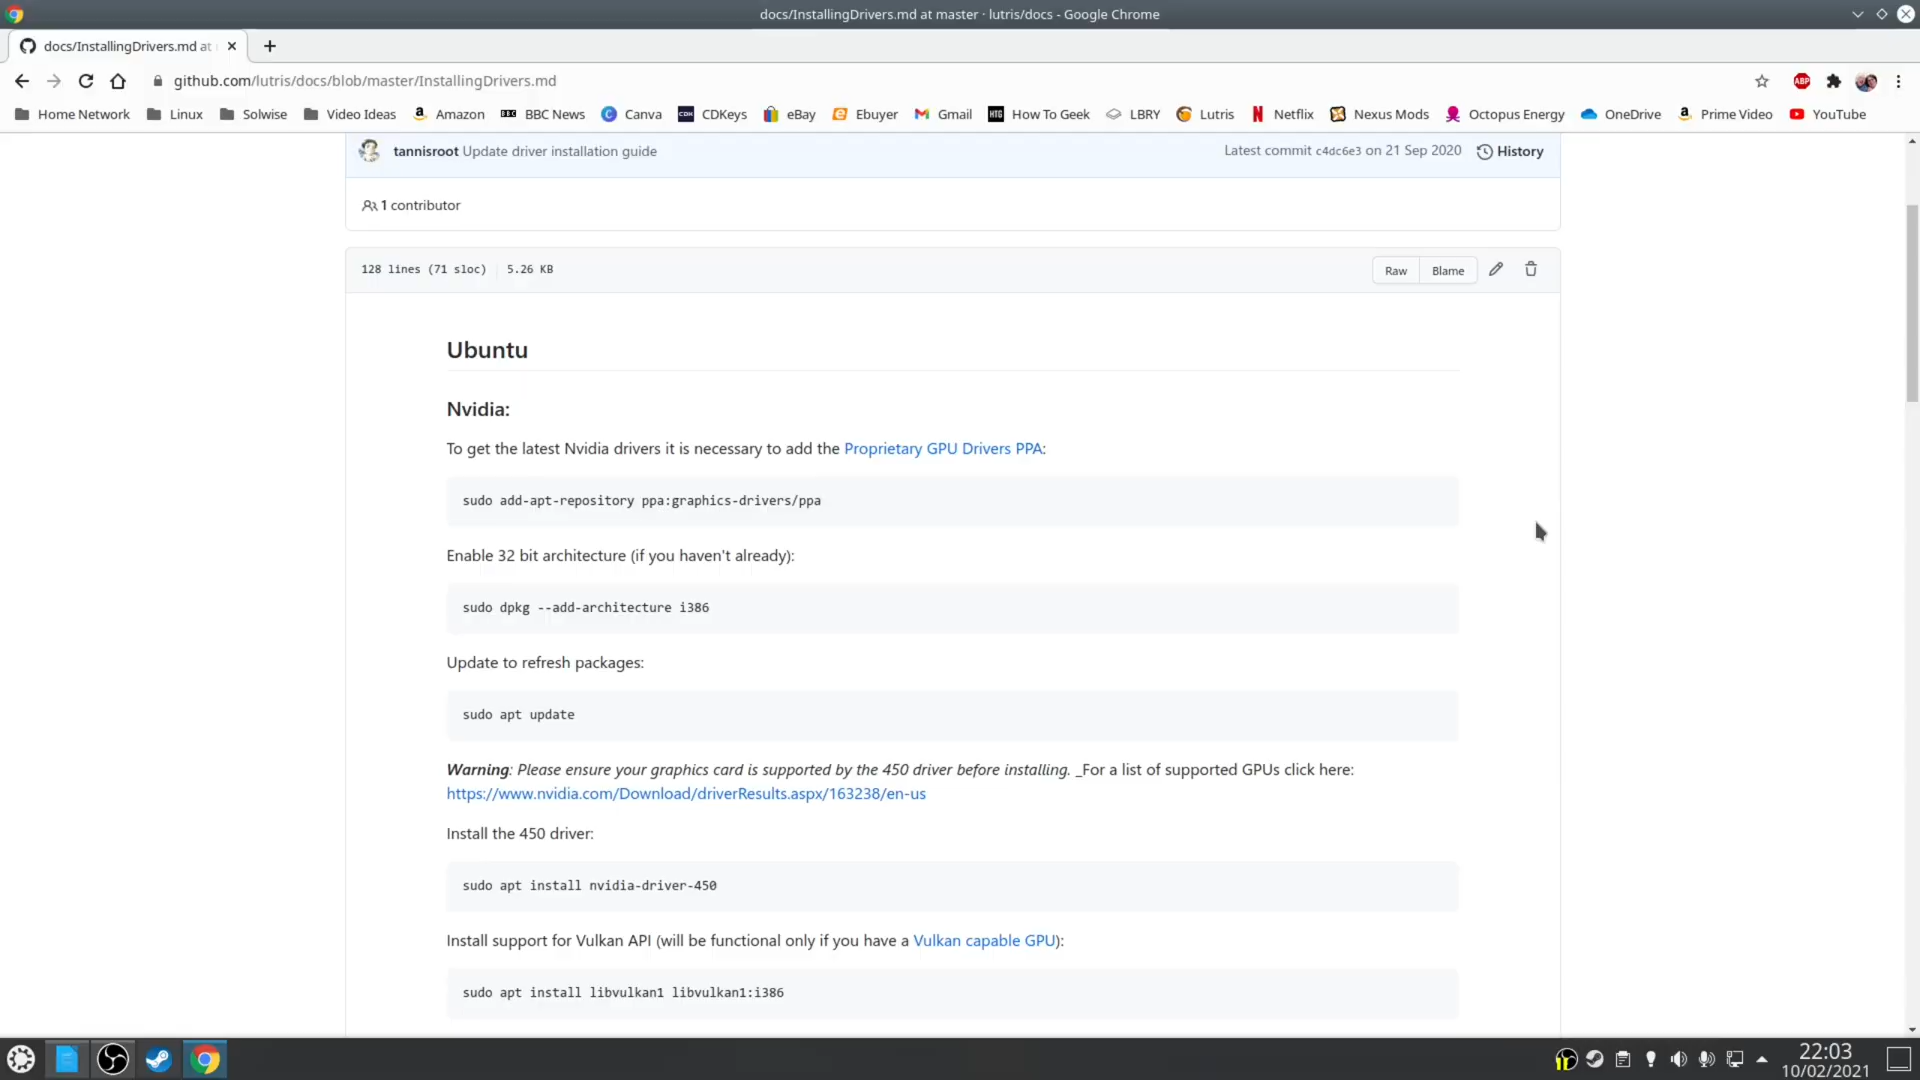 docs/InstallingDrivers.md at master · lutris/docs - Google Chrome
docs/InstallingDrivers.md at
github.com/lutris/docs/blob/master/InstallingDrivers.md
ABP
Home Network Linux Solwise Video Ideas Amazon BBC News Canva CDKeys eBay Ebuyer Gmail How To Geek LBRY Lutris Netflix Nexus Mods Octopus Energy OneDrive Prime Video YouTube
tannisroot Update driver installation guide Latest commit c4dc6e3 on 21 Sep 2020 History
1 contributor
128 lines (71 sloc) 5.26 KB Raw Blame
Ubuntu
Nvidia:
To get the latest Nvidia drivers it is necessary to add the Proprietary GPU Drivers PPA:
sudo add-apt-repository ppa:graphics-drivers/ppa
Enable 32 bit architecture (if you haven't already):
sudo dpkg --add-architecture i386
Update to refresh packages:
sudo apt update
Warning: Please ensure your graphics card is supported by the 450 driver before installing. _For a list of supported GPUs click here:
https://www.nvidia.com/Download/driverResults.aspx/163238/en-us
Install the 450 driver:
sudo apt install nvidia-driver-450
Install support for Vulkan API (will be functional only if you have a Vulkan capable GPU):
sudo apt install libvulkan1 libvulkan1:i386
22:03
10/02/2021